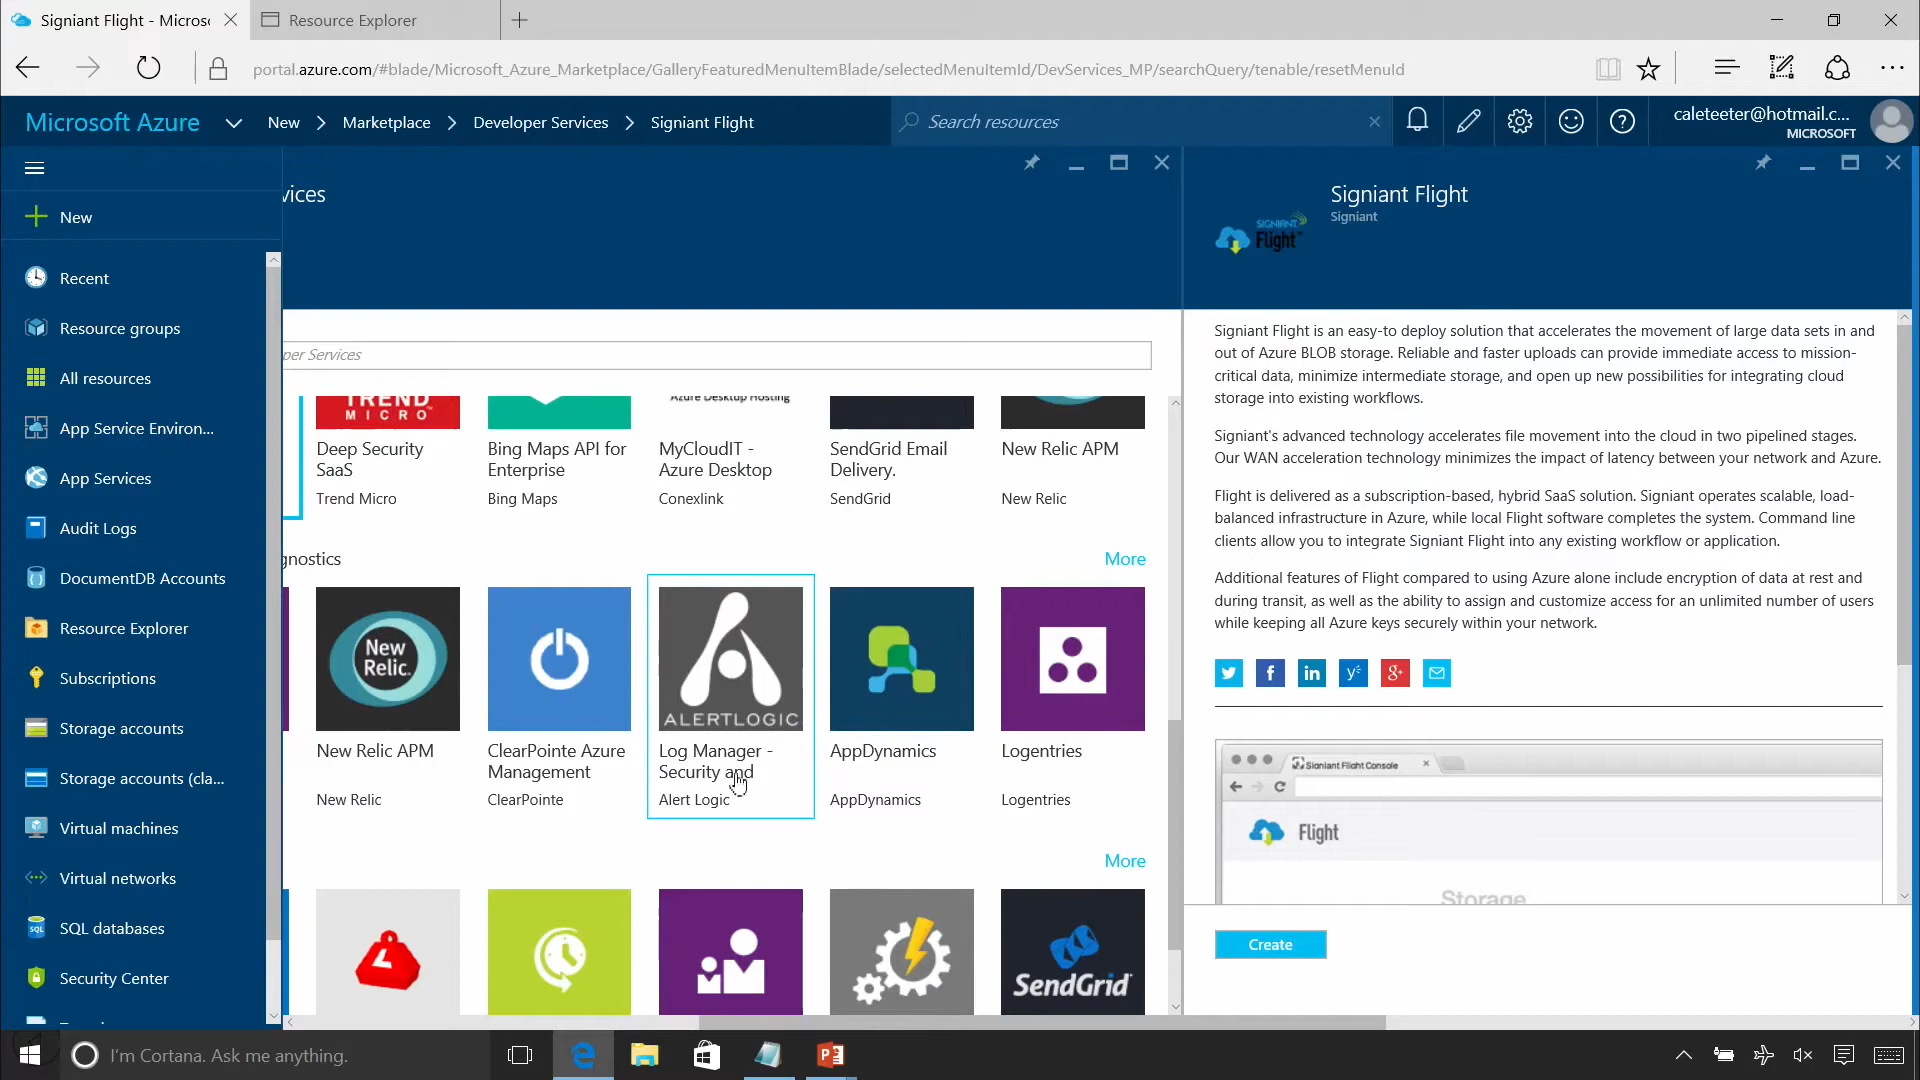 Signiant Flight - Micros
Resource Explorer
portal.azure.com/#blade/Microsoft_Azure_Marketplace/GalleryFeaturedMenuItemBlade/selectedMenuItemId/DevServices_MP/searchQuery/tenable/resetMenuId
Microsoft Azure
New
Marketplace
Developer Services
Signiant Flight
Search resources
caleteeter@hotmail.c...
MICROSOFT
New
Recent
Resource groups
All resources
App Service Environ...
App Services
Audit Logs
DocumentDB Accounts
Resource Explorer
Subscriptions
Storage accounts
Storage accounts (cla...
Virtual machines
Virtual networks
SQL databases
Security Center
vices
per Services
TREND
MICRO
Azure Desktop Hosting
Deep Security
SaaS
Trend Micro
Bing Maps API for
Enterprise
Bing Maps
MyCloudIT -
Azure Desktop
Conexlink
SendGrid Email
Delivery.
SendGrid
New Relic APM
New Relic
gnostics
More
New
Relic.
ALERTLOGIC
New Relic APM
New Relic
ClearPointe Azure
Management
ClearPointe
Log Manager -
Security and
Alert Logic
AppDynamics
AppDynamics
Logentries
Logentries
More
SendGrid
Signiant Flight
Signiant
SIGNIANT
Flight
Signiant Flight is an easy-to deploy solution that accelerates the movement of large data sets in and
out of Azure BLOB storage. Reliable and faster uploads can provide immediate access to mission-
critical data, minimize intermediate storage, and open up new possibilities for integrating cloud
storage into existing workflows.
Signiant's advanced technology accelerates file movement into the cloud in two pipelined stages.
Our WAN acceleration technology minimizes the impact of latency between your network and Azure.
Flight is delivered as a subscription-based, hybrid SaaS solution. Signiant operates scalable, load-
balanced infrastructure in Azure, while local Flight software completes the system. Command line
clients allow you to integrate Signiant Flight into any existing workflow or application.
Additional features of Flight compared to using Azure alone include encryption of data at rest and
during transit, as well as the ability to assign and customize access for an unlimited number of users
while keeping all Azure keys securely within your network.
Signiant Flight Console
Flight
Storage
Create
I'm Cortana. Ask me anything.